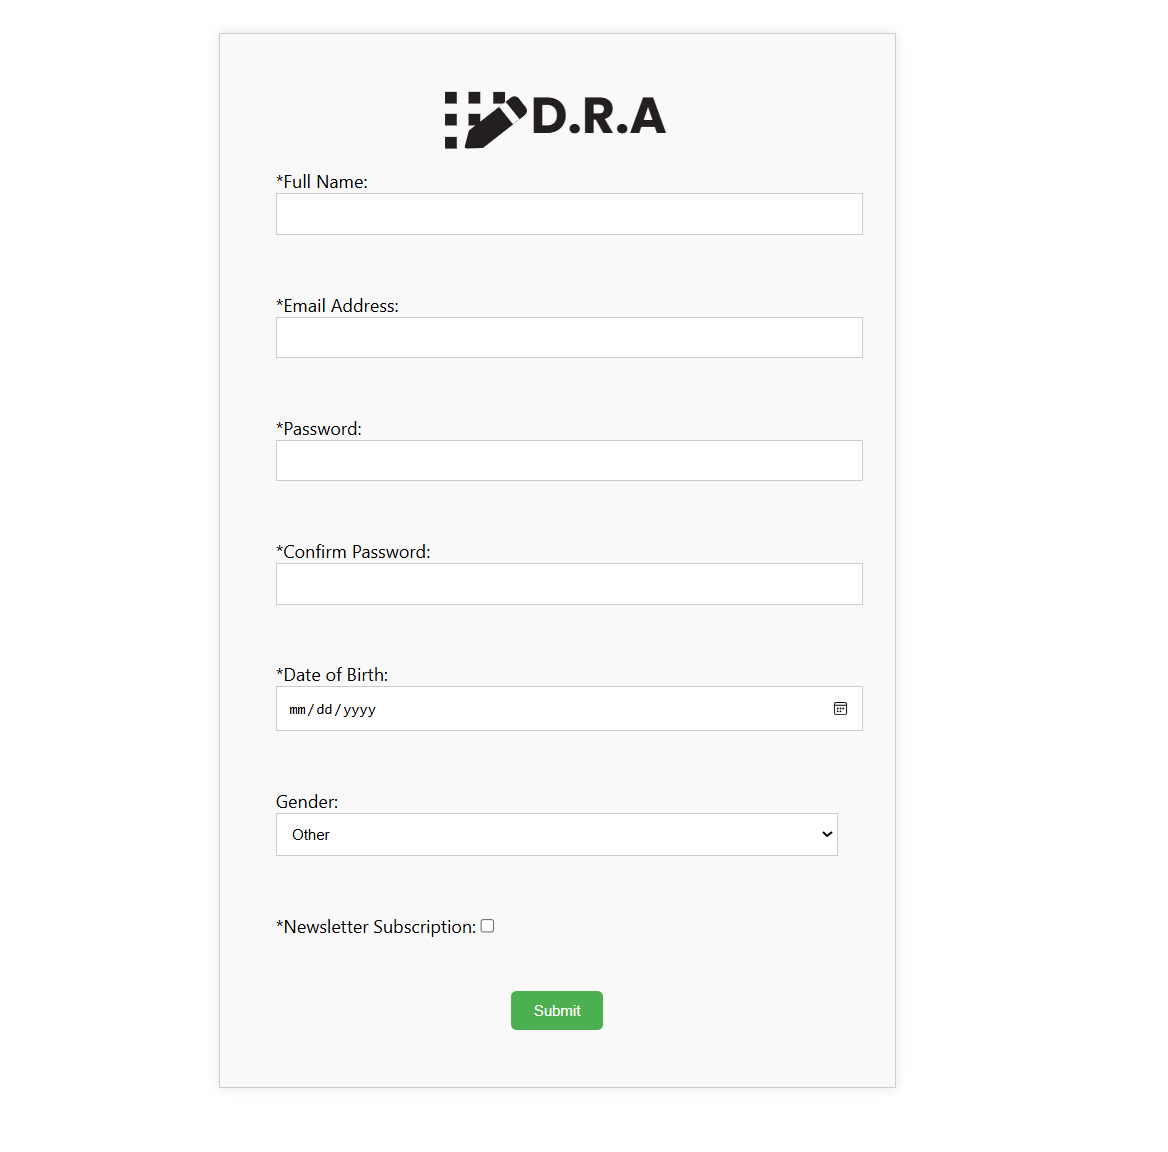 D.R.A
*Full Name:
*Email Address:
*Password:
*Confirm Password:
*Date of Birth:
mm/dd/yyyy
Gender:
Other
*Newsletter Subscription:
Submit